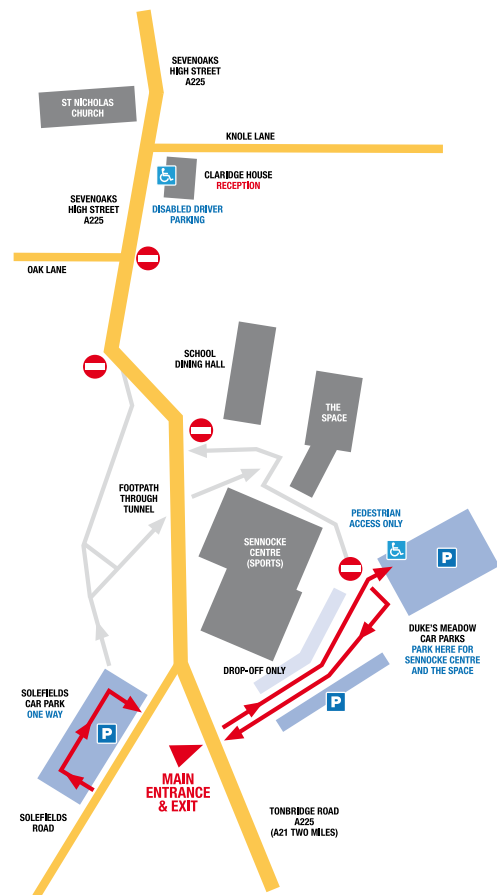 SEVENOAKS
HIGH STREET
A225
ST NICHOLAS
CHURCH
KNOLE LANE
CLARIDGE HOUSE
RECEPTION
SEVENOAKS
HIGH STREET
A225
DISABLED DRIVER
PARKING
OAK LANE
SCHOOL
DINING HALL
THE
SPACE
FOOTPATH
THROUGH
TUNNEL
PEDESTRIAN
ACCESS ONLY
SENNOCKE
CENTRE
(SPORTS)
P
DUKE'S MEADOW
CAR PARKS
PARK HERE FOR
SENNOCKE CENTRE
AND THE SPACE
DROP-OFF ONLY
SOLEFIELDS
CAR PARK
ONE WAY
P
P
MAIN
ENTRANCE
& EXIT
SOLEFIELDS
ROAD
TONBRIDGE ROAD
A225
(A21 TWO MILES)